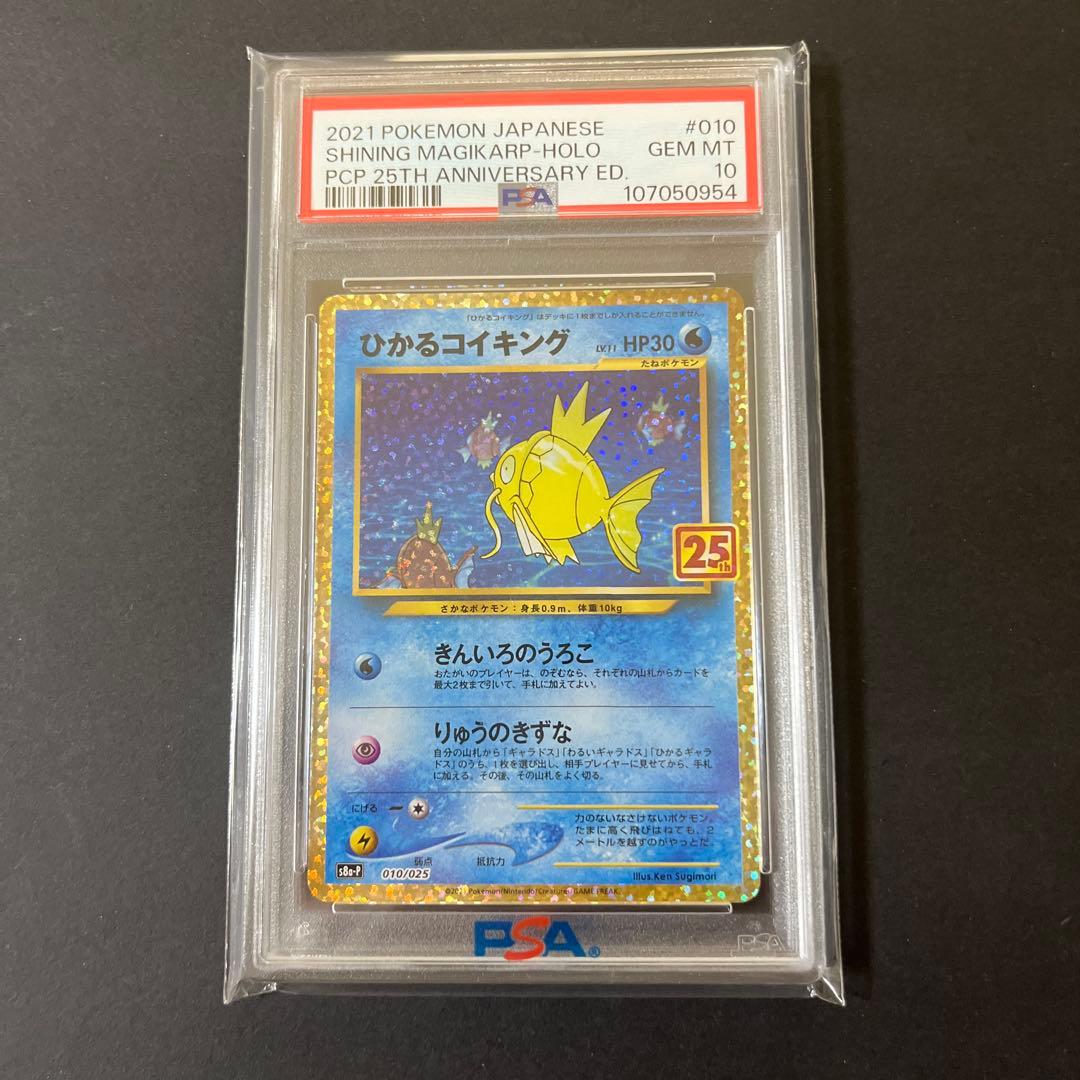 2021 POKEMON JAPANESE #010
SHINING MAGIKARP-HOLO GEM MT
PCP 25TH ANNIVERSARY ED. 10
PSA 107050954
「ひかるコイキング」はデッキに1枚までしか入れることができません。
ひかるコイキング LV.11 HP30
たねポケモン
25th
さかなポケモン：身長0.9m、体重10kg
きんいろのうろこ
おたがいのプレイヤーは、のぞむなら、それぞれの山札からカードを
最大2枚まで引いて、手札に加えてよい。
りゅうのきずな
自分の山札から「ギャラドス」「わるいギャラドス」「ひかるギャラ
ドス」のうち、1枚を選び出し、相手プレイヤーに見せてから、手札
に加える。その後、その山札をよく切る。
にげる
力のないなさけないポケモン。
たまに高く飛びはねても、2
メートルを越すのがやっとだ。
弱点 抵抗力
s8a-P 010/025 Illus.Ken Sugimori
©2021 Pokémon/Nintendo/Creatures/GAME FREAK.
PSA®
PSA